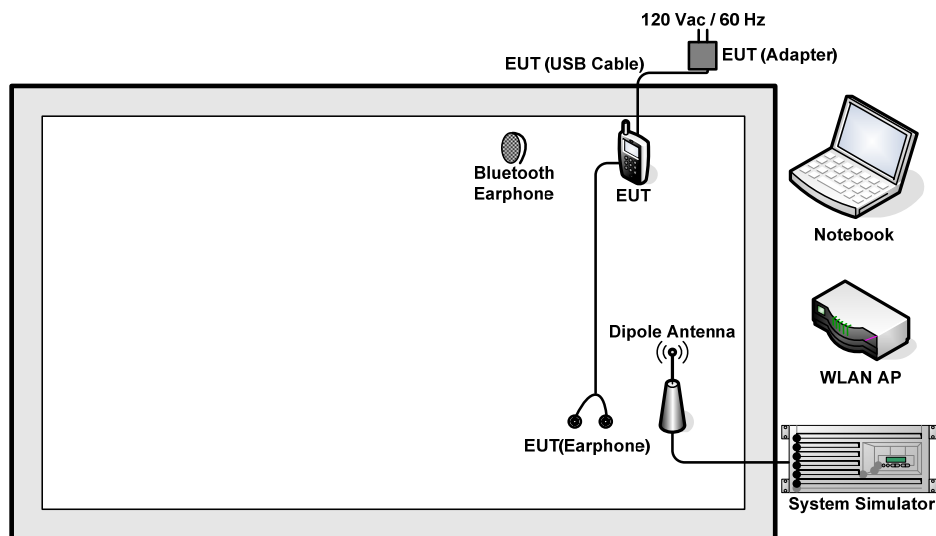 120 Vac / 60 Hz
EUT (Adapter)
EUT (USB Cable)
Bluetooth
Earphone
EUT
Notebook
Dipole Antenna
WLAN AP
EUT(Earphone)
System Simulator